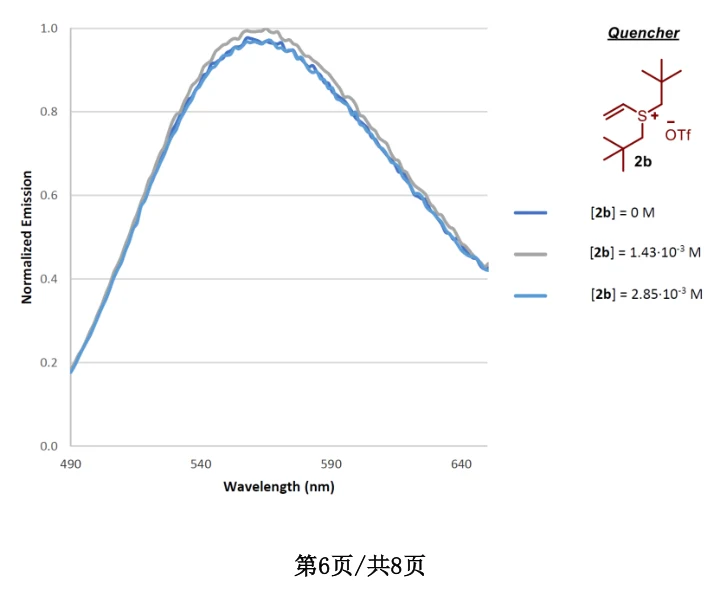 1.0
0.8
0.6
0.4
0.2
0.0
490
540
590
640
Normalized Emission
Wavelength (nm)
Quencher
S
+
−
OTf
2b
[2b] = 0 M
[2b] = 1.43·10⁻³ M
[2b] = 2.85·10⁻³ M
第6页/共8页